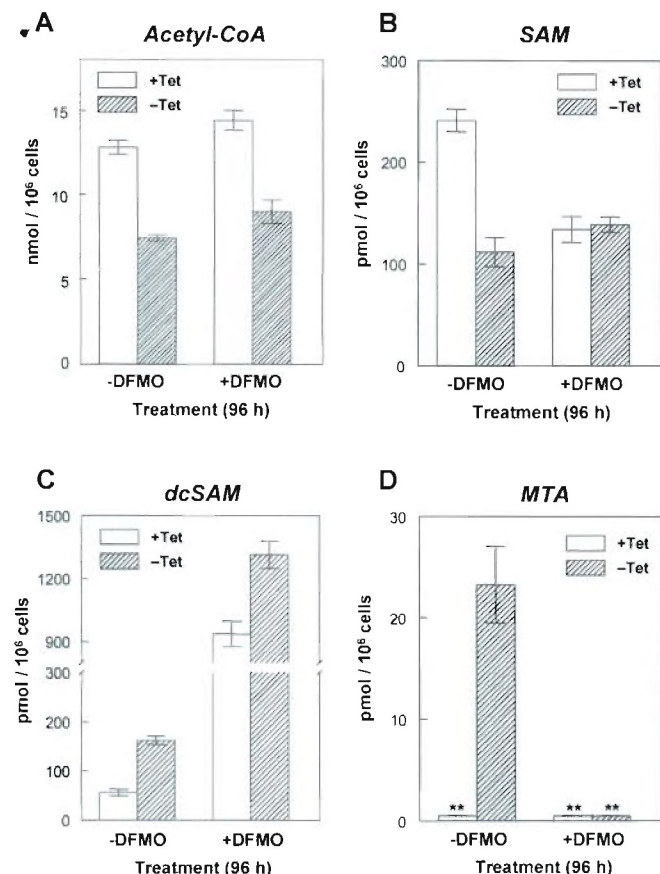 A
Acetyl-CoA
+Tet
–Tet
nmol / 10⁶ cells
15
10
5
0
-DFMO +DFMO
Treatment (96 h)
B
SAM
+Tet
–Tet
pmol / 10⁶ cells
300
200
100
0
-DFMO +DFMO
Treatment (96 h)
C
dcSAM
+Tet
–Tet
pmol / 10⁶ cells
1500
1200
900
300
200
100
0
-DFMO +DFMO
Treatment (96 h)
D
MTA
+Tet
–Tet
pmol / 10⁶ cells
30
20
10
0
** ** **
-DFMO +DFMO
Treatment (96 h)